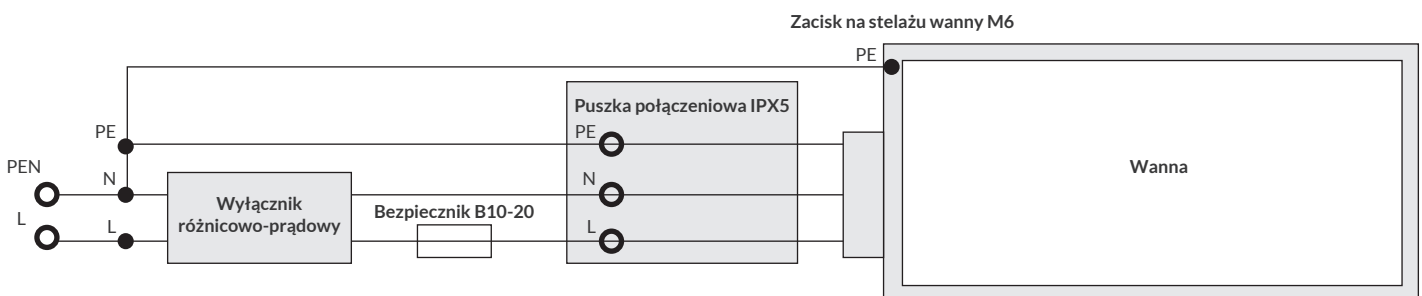 Zacisk na stelażu wanny M6
PE
Puszka połączeniowa IPX5
PE
PE
PEN
N
N
Wanna
Wyłącznik
różnicowo-prądowy
Bezpiecznik B10-20
L
L
L